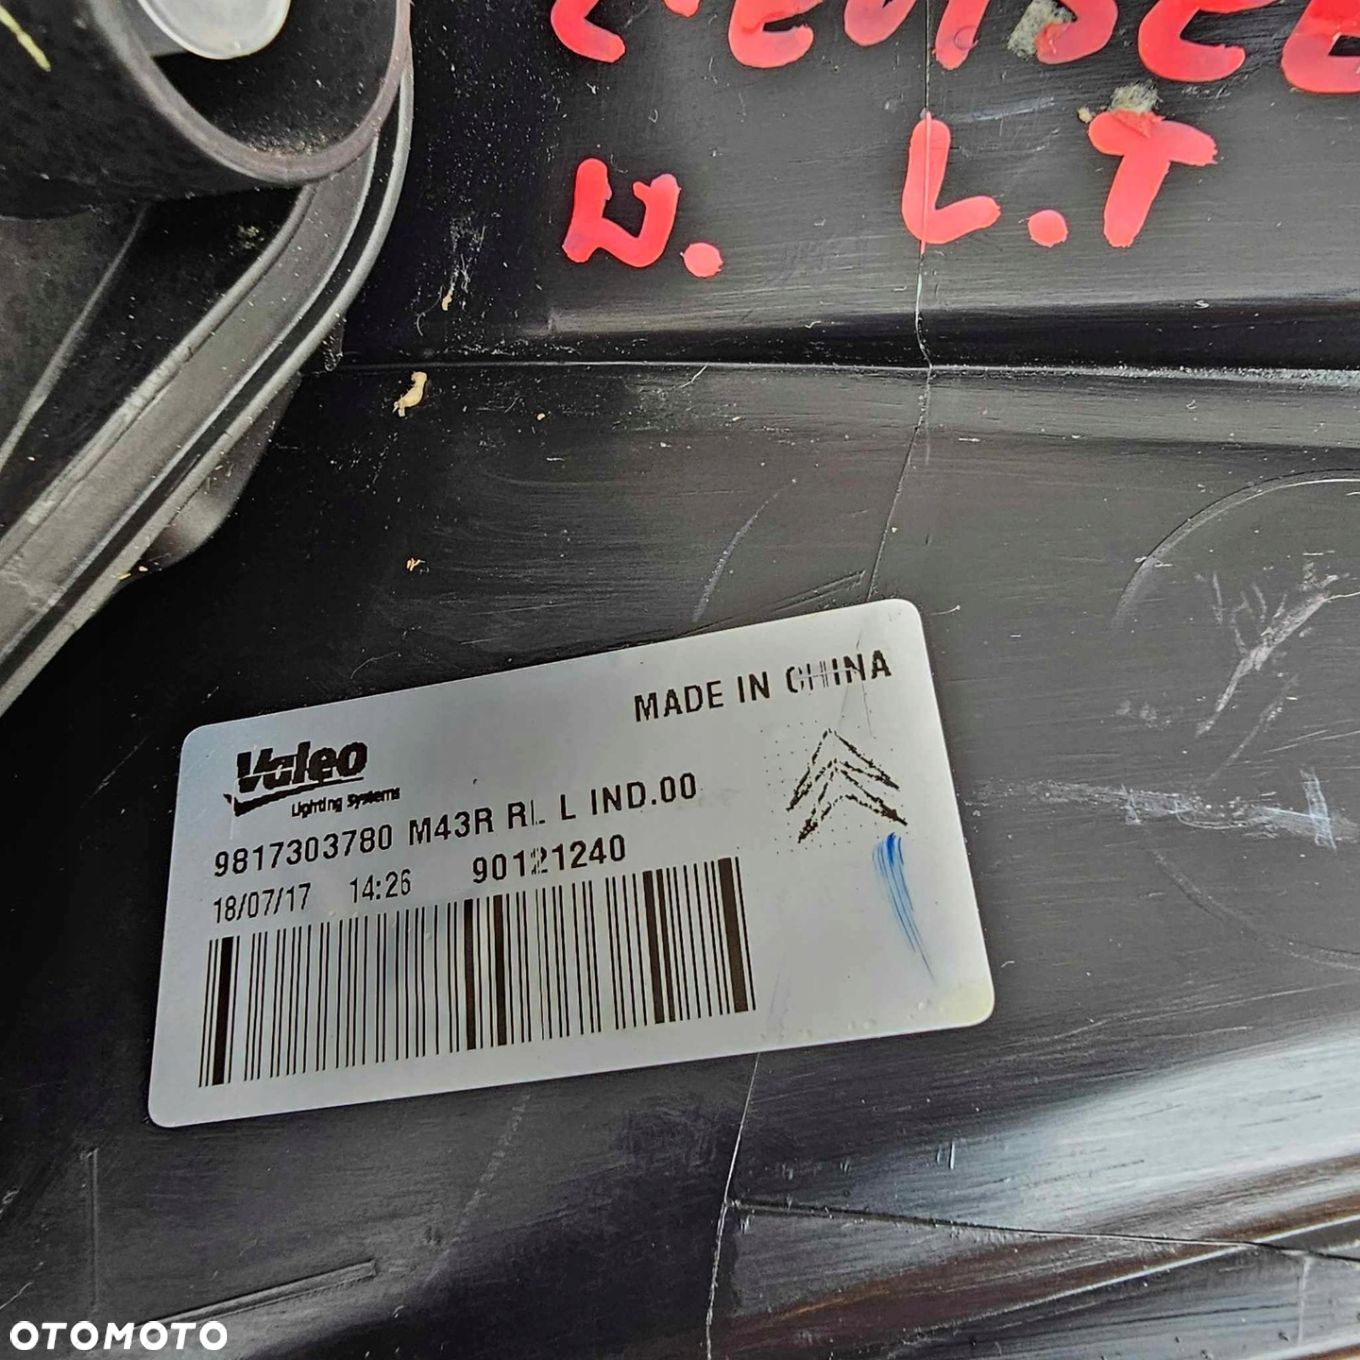 L.T
MADE IN CHINA
Valeo
Lighting Systems
9817303780 M43R RL L IND.00
18/07/17 14:26 90121240
OTOMOTO